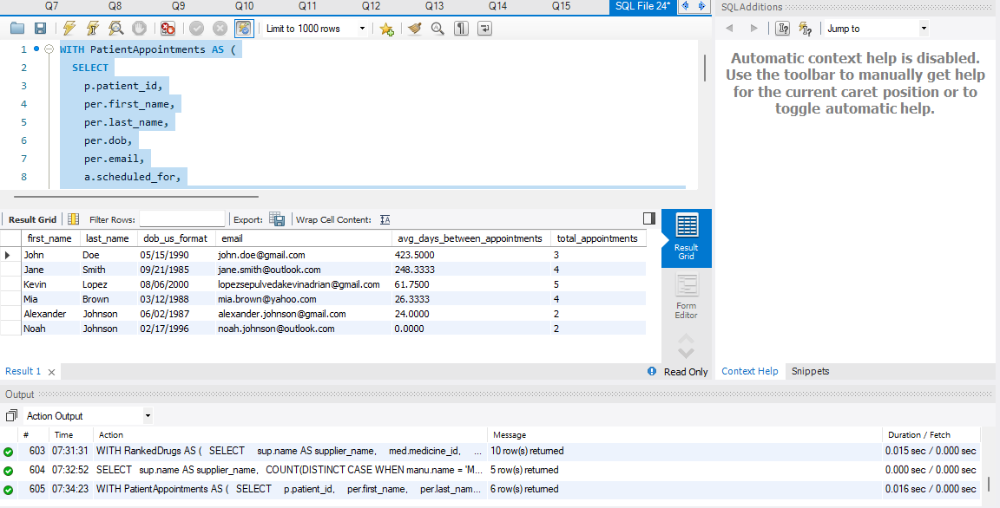 Q7 Q8 Q9 Q10 Q11 Q12 Q13 Q14 Q15 SQL File 24* SQLAdditions
Limit to 1000 rows Jump to
1 WITH PatientAppointments AS (
2 SELECT
3 p.patient_id,
4 per.first_name,
5 per.last_name,
6 per.dob,
7 per.email,
8 a.scheduled_for,
Automatic context help is disabled.
Use the toolbar to manually get help
for the current caret position or to
toggle automatic help.
Result Grid Filter Rows: Export: Wrap Cell Content:
first_name last_name dob_us_format email avg_days_between_appointments total_appointments
John Doe 05/15/1990 john.doe@gmail.com 423.5000 3
Jane Smith 09/21/1985 jane.smith@outlook.com 248.3333 4
Kevin Lopez 08/06/2000 lopezsepulvedakevinadrian@gmail.com 61.7500 5
Mia Brown 03/12/1988 mia.brown@yahoo.com 26.3333 4
Alexander Johnson 06/02/1987 alexander.johnson@gmail.com 24.0000 2
Noah Johnson 02/17/1996 noah.johnson@outlook.com 0.0000 2
Result
Grid
Form
Editor
Result 1 Read Only Context Help Snippets
Output
Action Output
# Time Action Message Duration / Fetch
603 07:31:31 WITH RankedDrugs AS ( SELECT sup.name AS supplier_name, med.medicine_id, ... 10 row(s) returned 0.015 sec / 0.000 sec
604 07:32:52 SELECT sup.name AS supplier_name, COUNT(DISTINCT CASE WHEN manu.name = 'M... 5 row(s) returned 0.000 sec / 0.000 sec
605 07:34:23 WITH PatientAppointments AS ( SELECT p.patient_id, per.first_name, per.last_nam... 6 row(s) returned 0.016 sec / 0.000 sec